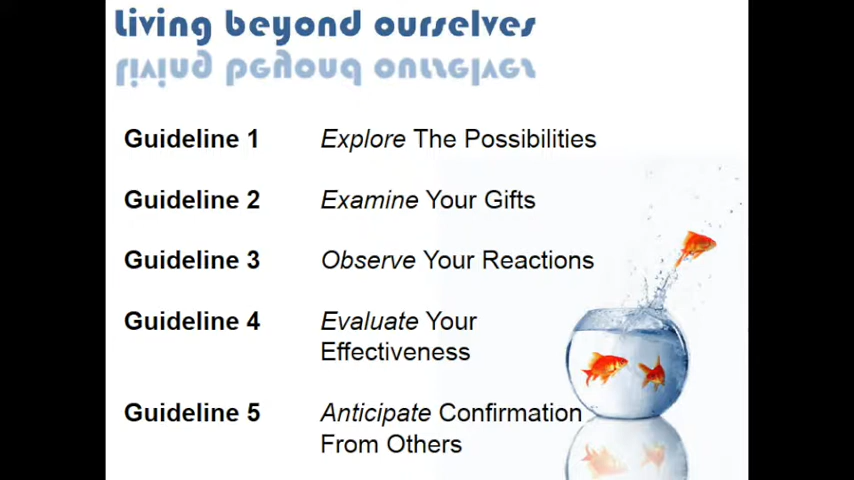 Living beyond ourselves
Guideline 1 Explore The Possibilities
Guideline 2 Examine Your Gifts
Guideline 3 Observe Your Reactions
Guideline 4 Evaluate Your
Effectiveness
Guideline 5 Anticipate Confirmation
From Others